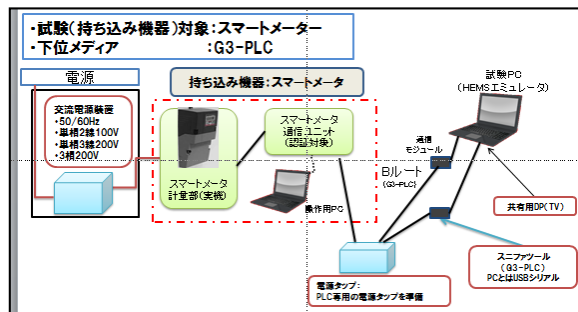 ・試験(持ち込み機器)対象:スマートメーター
・下位メディア :G3-PLC
電源
交流電源装置
・50/60Hz
・単相2線100V
・単相3線200V
・3相200V
持ち込み機器:スマートメータ
スマートメータ
計量部(実機)
スマートメータ
通信ユニット
(認証対象)
操作用PC
試験PC
(HEMSエミュレータ)
通信
モジュール
Bルート
(G3-PLC)
共有用DP(TV)
スニファツール
(G3-PLC)
PCとはUSBシリアル
電源タップ:
PLC専用の電源タップを準備